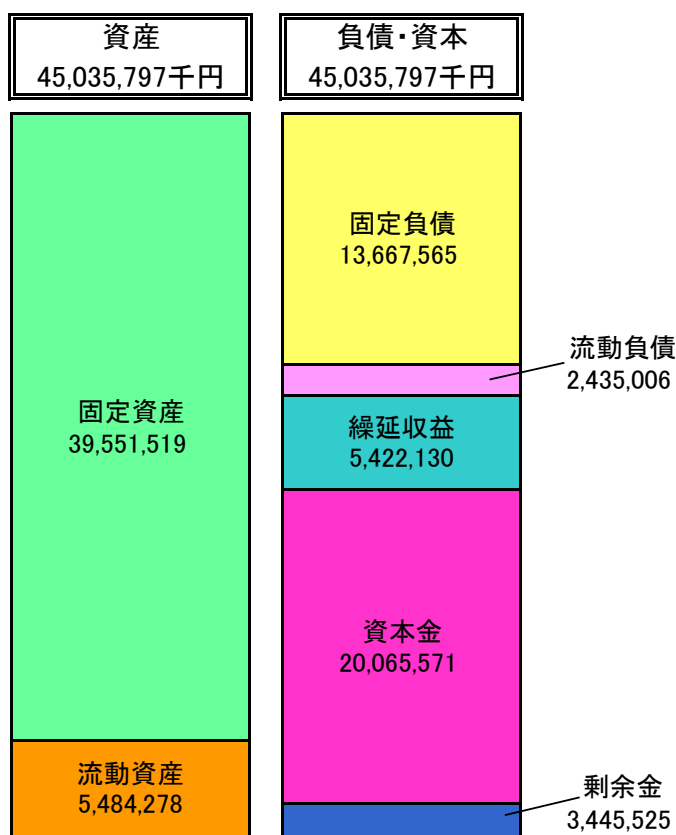 資産
45,035,797千円
負債・資本
45,035,797千円
固定資産
39,551,519
流動資産
5,484,278
固定負債
13,667,565
流動負債
2,435,006
繰延収益
5,422,130
資本金
20,065,571
剰余金
3,445,525